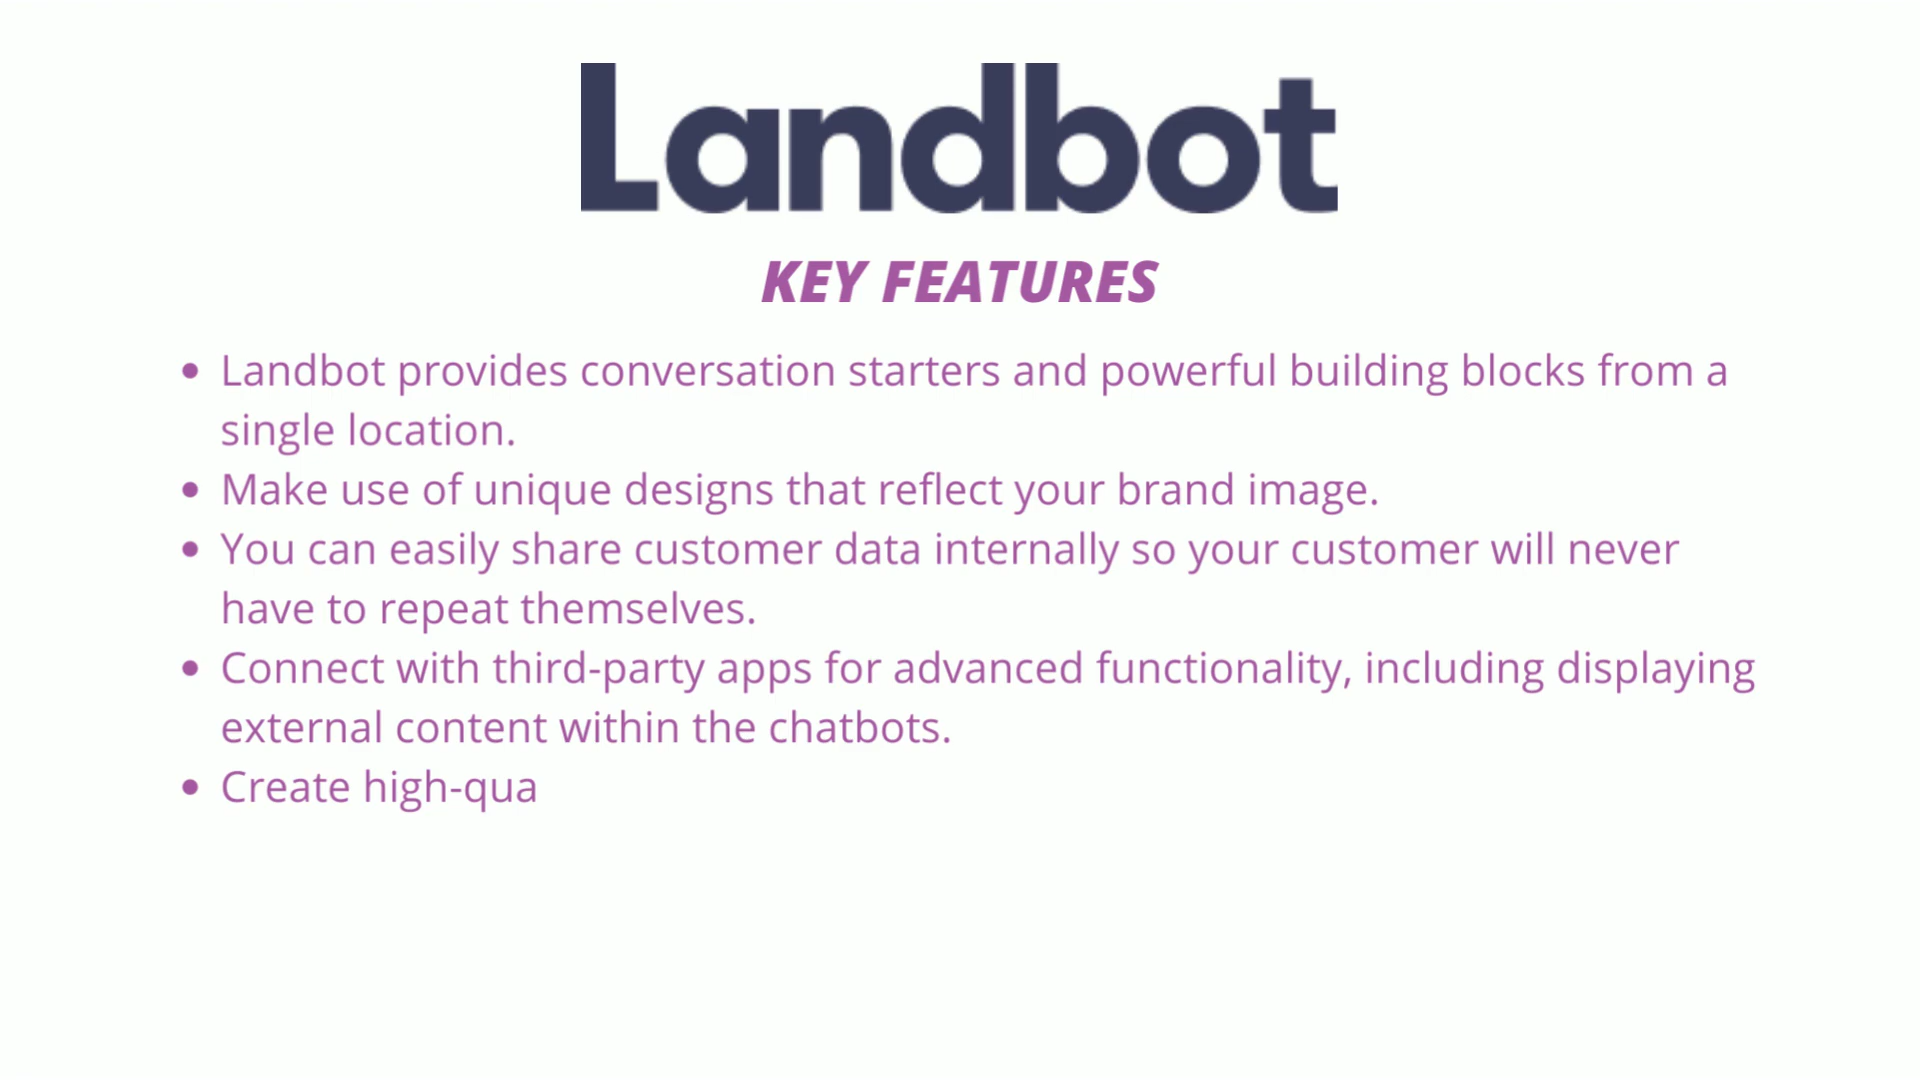 Landbot
KEY FEATURES
• Landbot provides conversation starters and powerful building blocks from a
single location.
• Make use of unique designs that reflect your brand image.
• You can easily share customer data internally so your customer will never
have to repeat themselves.
• Connect with third-party apps for advanced functionality, including displaying
external content within the chatbots.
• Create high-qua